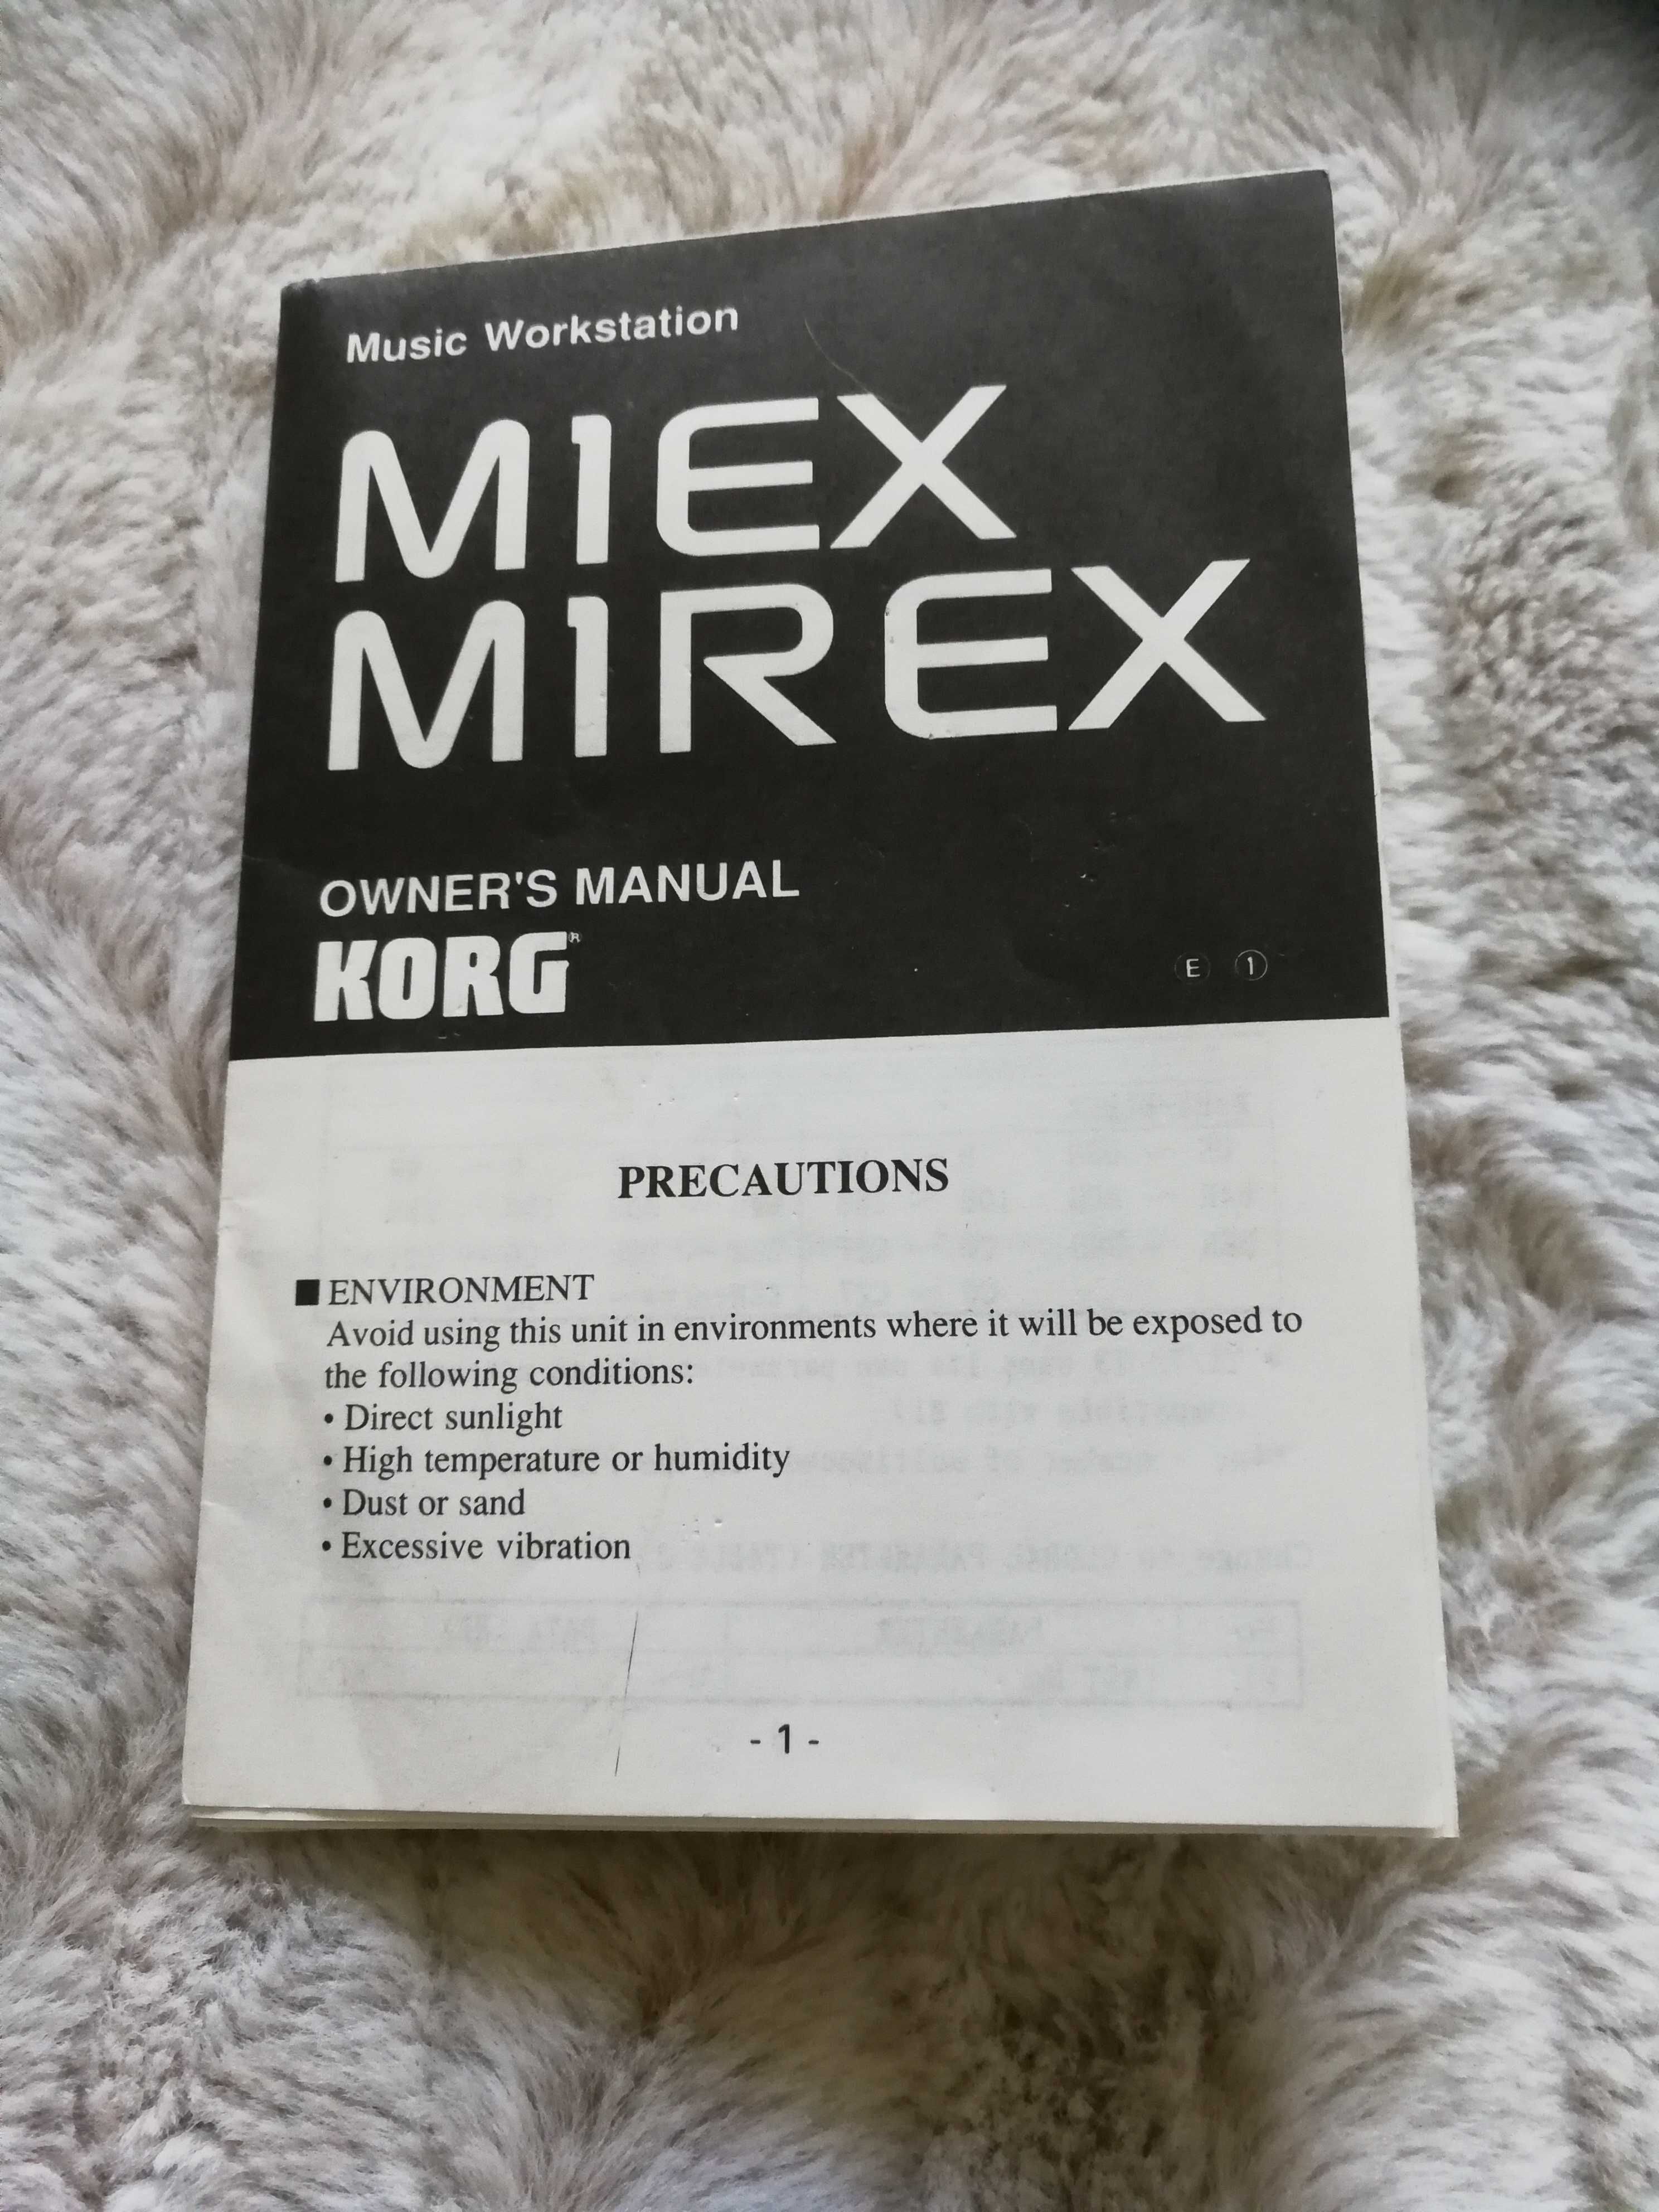 Music Workstation
M1EX
M1REX
OWNER'S MANUAL
KORG®
E 1
PRECAUTIONS
■ ENVIRONMENT
Avoid using this unit in environments where it will be exposed to
the following conditions:
• Direct sunlight
• High temperature or humidity
• Dust or sand
• Excessive vibration
- 1 -